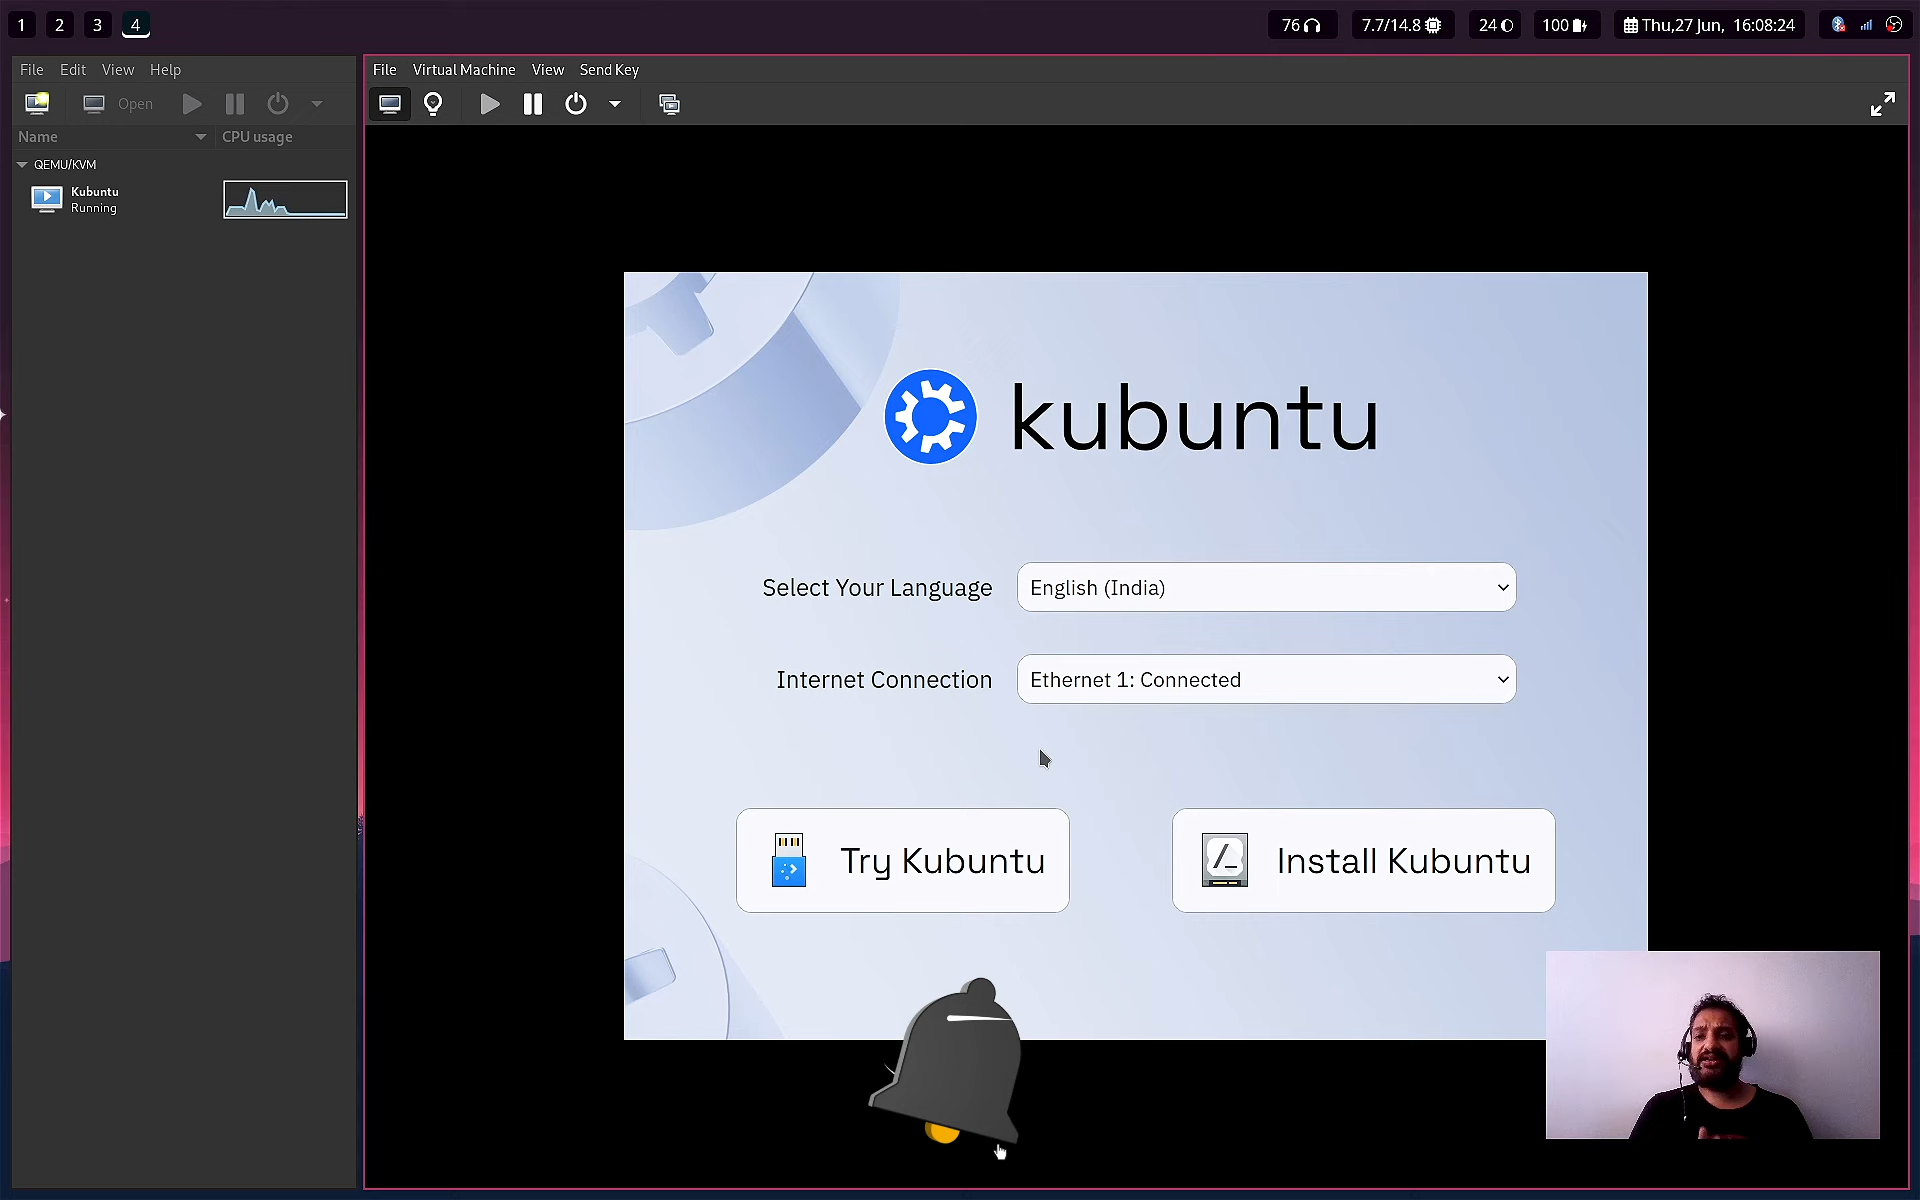 1 2 3 4
76 7.7/14.8 24 100 Thu,27 Jun, 16:08:24
File Edit View Help
Open
Name CPU usage
QEMU/KVM
Kubuntu
Running
File Virtual Machine View Send Key
kubuntu
Select Your Language English (India)
Internet Connection Ethernet 1: Connected
Try Kubuntu Install Kubuntu